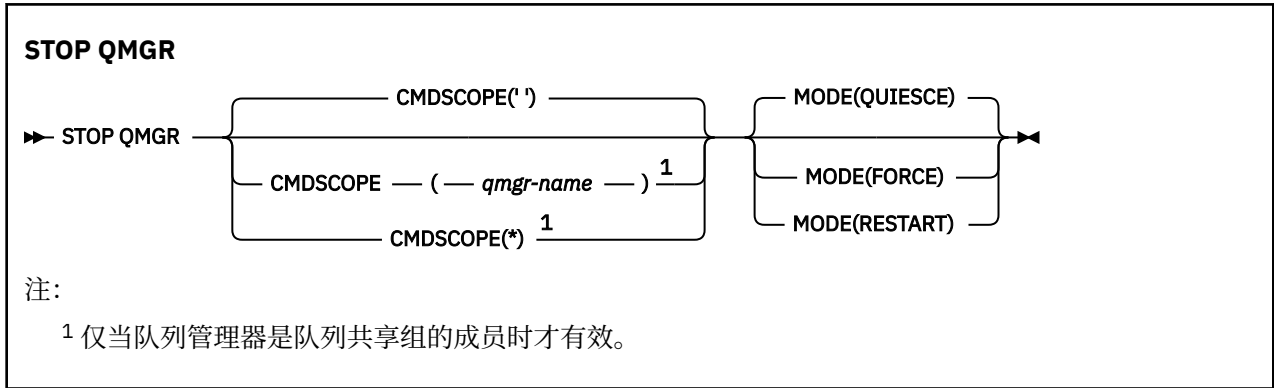 STOP QMGR
CMDSCOPE(' ') MODE(QUIESCE)
STOP QMGR
CMDSCOPE ( qmgr-name ) 1 MODE(FORCE)
CMDSCOPE(*) 1 MODE(RESTART)
注：
1 仅当队列管理器是队列共享组的成员时才有效。